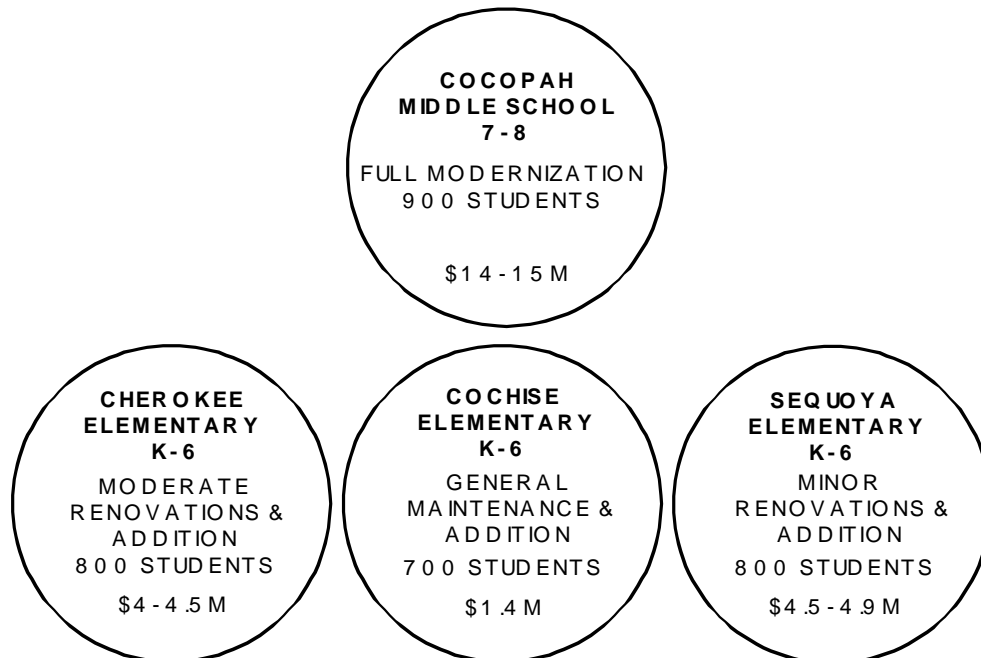 COCOPAH
MIDDLE SCHOOL
7-8
FULL MODERNIZATION
900 STUDENTS
$14-15M
CHEROKEE
ELEMENTARY
K-6
MODERATE
RENOVATIONS &
ADDITION
800 STUDENTS
$4-4.5M
COCHISE
ELEMENTARY
K-6
GENERAL
MAINTENANCE &
ADDITION
700 STUDENTS
$1.4M
SEQUOYA
ELEMENTARY
K-6
MINOR
RENOVATIONS &
ADDITION
800 STUDENTS
$4.5-4.9M